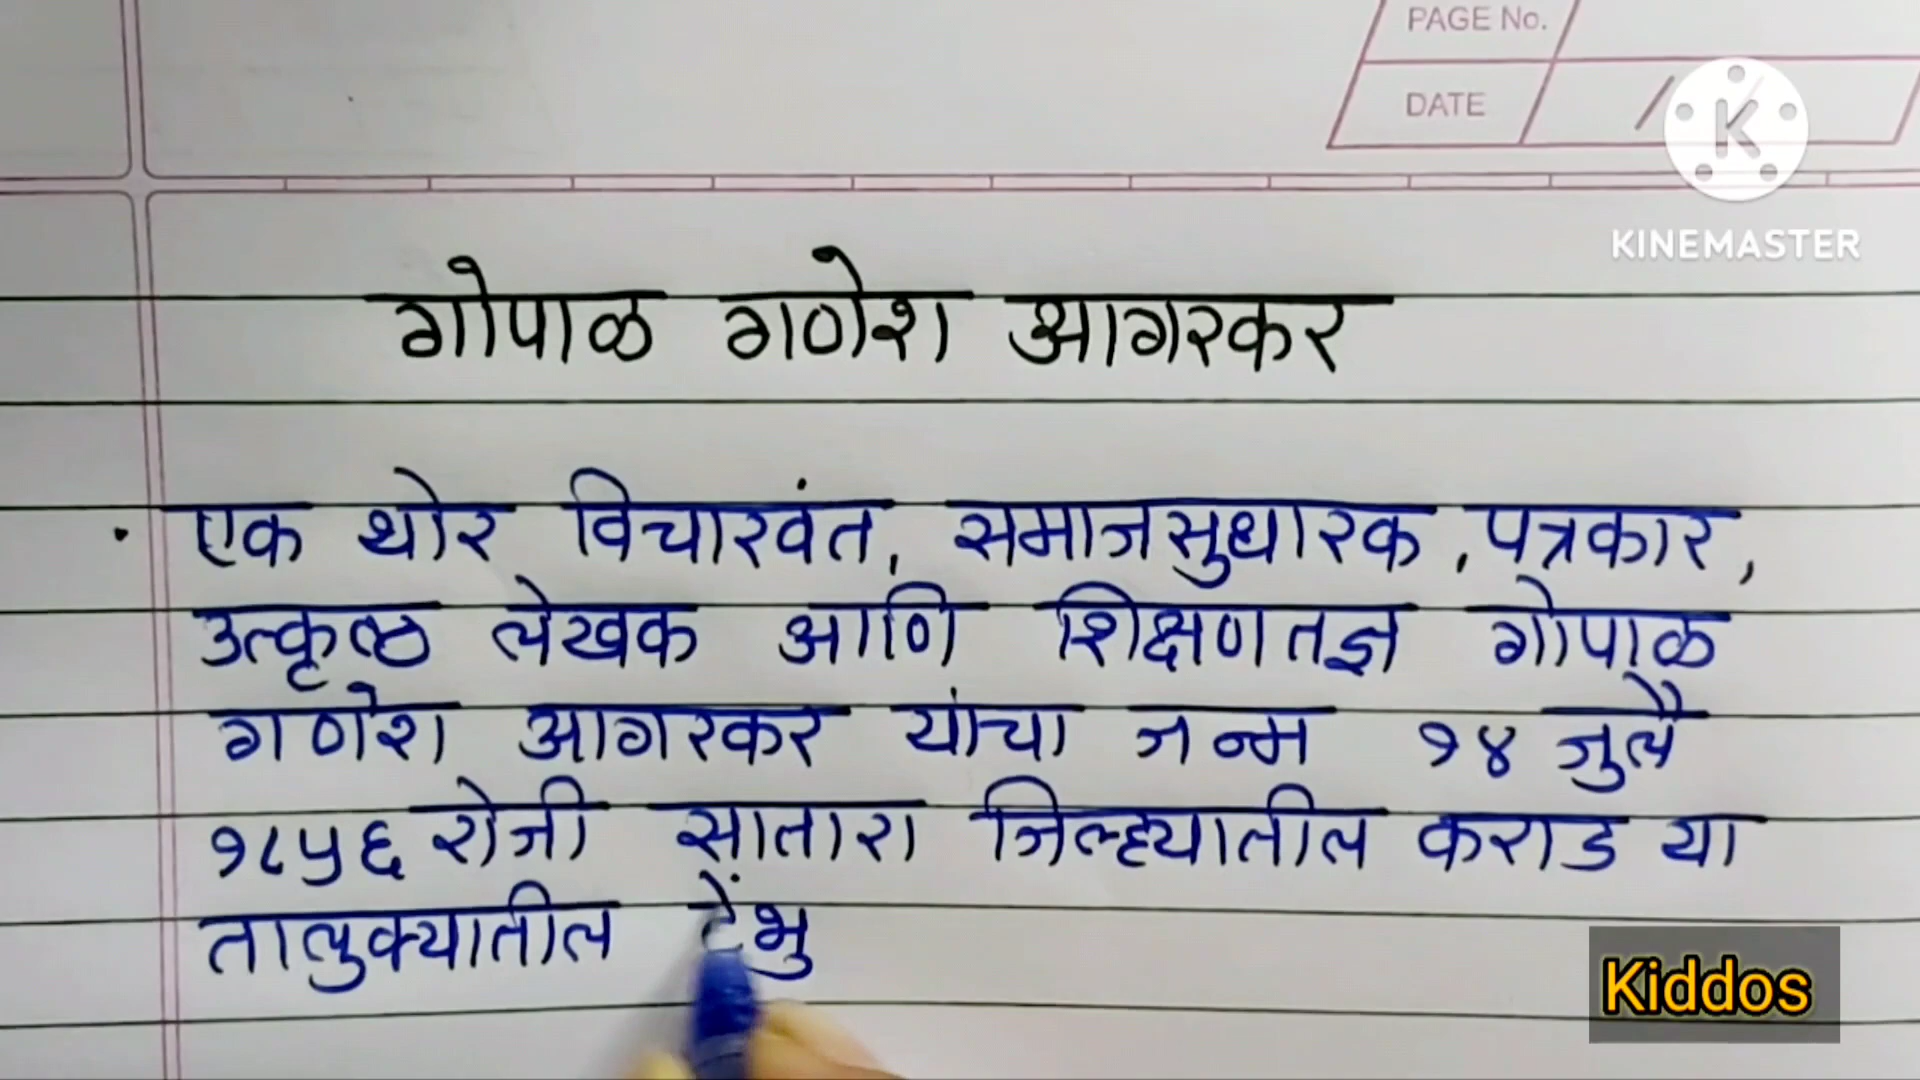 PAGE No.
DATE
K
KINEMASTER
गोपाळ गणेश आगरकर
. एक थोर विचारवंत, समाजसुधारक, पत्रकार,
उत्कृष्ठ लेखक आणि शिक्षणतज्ञ गोपाळ
गणेश आगरकर यांचा जन्म १४ जुलै
१८५६ रोजी सातारा जिल्ह्यातील कराड या
तालुक्यातील टेंभु
Kiddos